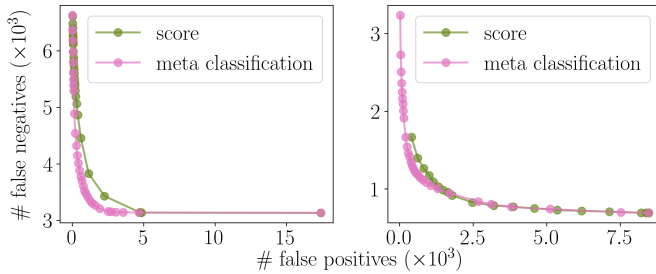 # false negatives (×10³)
6
5
4
3
score
meta classification
0
5
10
15
3
2
1
score
meta classification
0.0
2.5
5.0
7.5
# false positives (×10³)